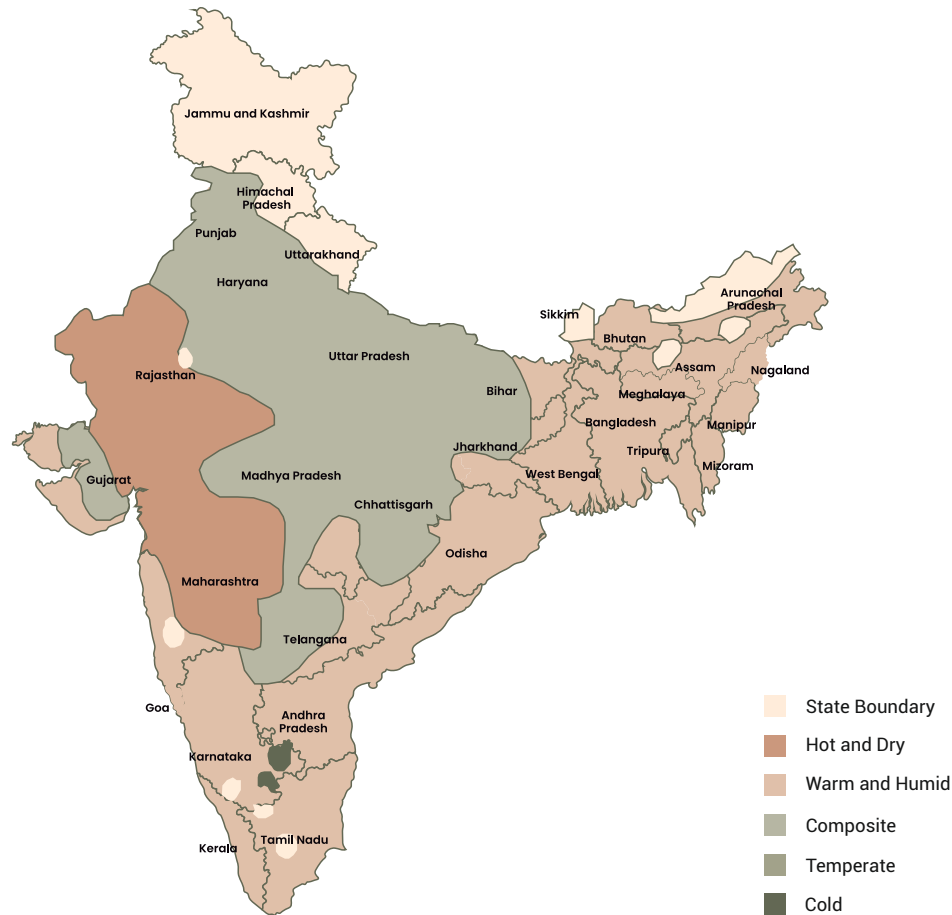 Jammu and Kashmir
Himachal
Pradesh
Punjab
Uttarakhand
Haryana
Arunachal
Pradesh
Sikkim
Bhutan
Uttar Pradesh
Assam
Nagaland
Rajasthan
Bihar
Meghalaya
Bangladesh
Manipur
Jharkhand
Tripura
Mizoram
Gujarat
Madhya Pradesh
West Bengal
Chhattisgarh
Odisha
Maharashtra
Telangana
Goa
Andhra
Pradesh
Karnataka
Kerala
Tamil Nadu
State Boundary
Hot and Dry
Warm and Humid
Composite
Temperate
Cold